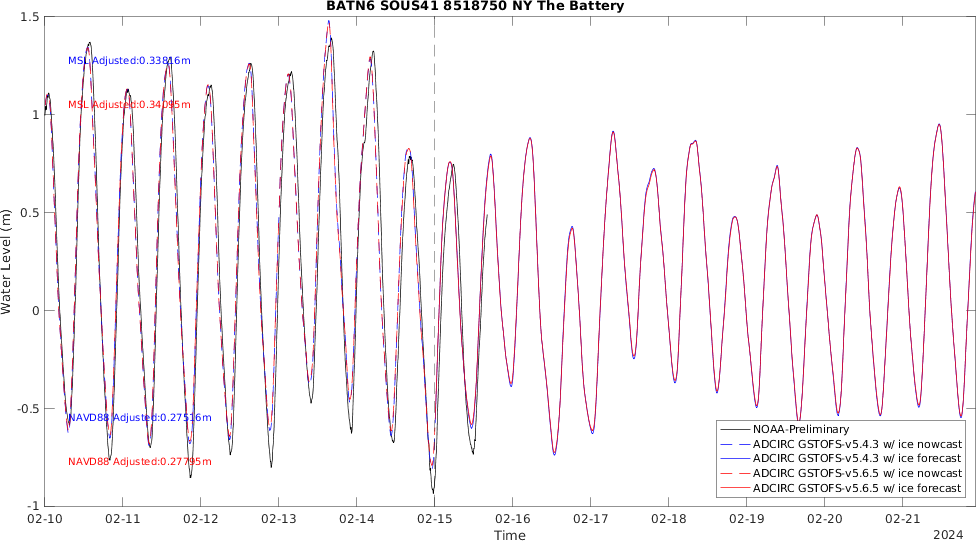 BATN6 SOUS41 8518750 NY The Battery
1.5
1
0.5
0
-0.5
-1
Water Level (m)
MSL Adjusted:0.33816m
MSL Adjusted:0.34095m
NAVD88 Adjusted:0.27516m
NAVD88 Adjusted:0.27795m
NOAA-Preliminary
ADCIRC GSTOFS-v5.4.3 w/ ice nowcast
ADCIRC GSTOFS-v5.4.3 w/ ice forecast
ADCIRC GSTOFS-v5.6.5 w/ ice nowcast
ADCIRC GSTOFS-v5.6.5 w/ ice forecast
02-10 02-11 02-12 02-13 02-14 02-15 02-16 02-17 02-18 02-19 02-20 02-21
Time
2024